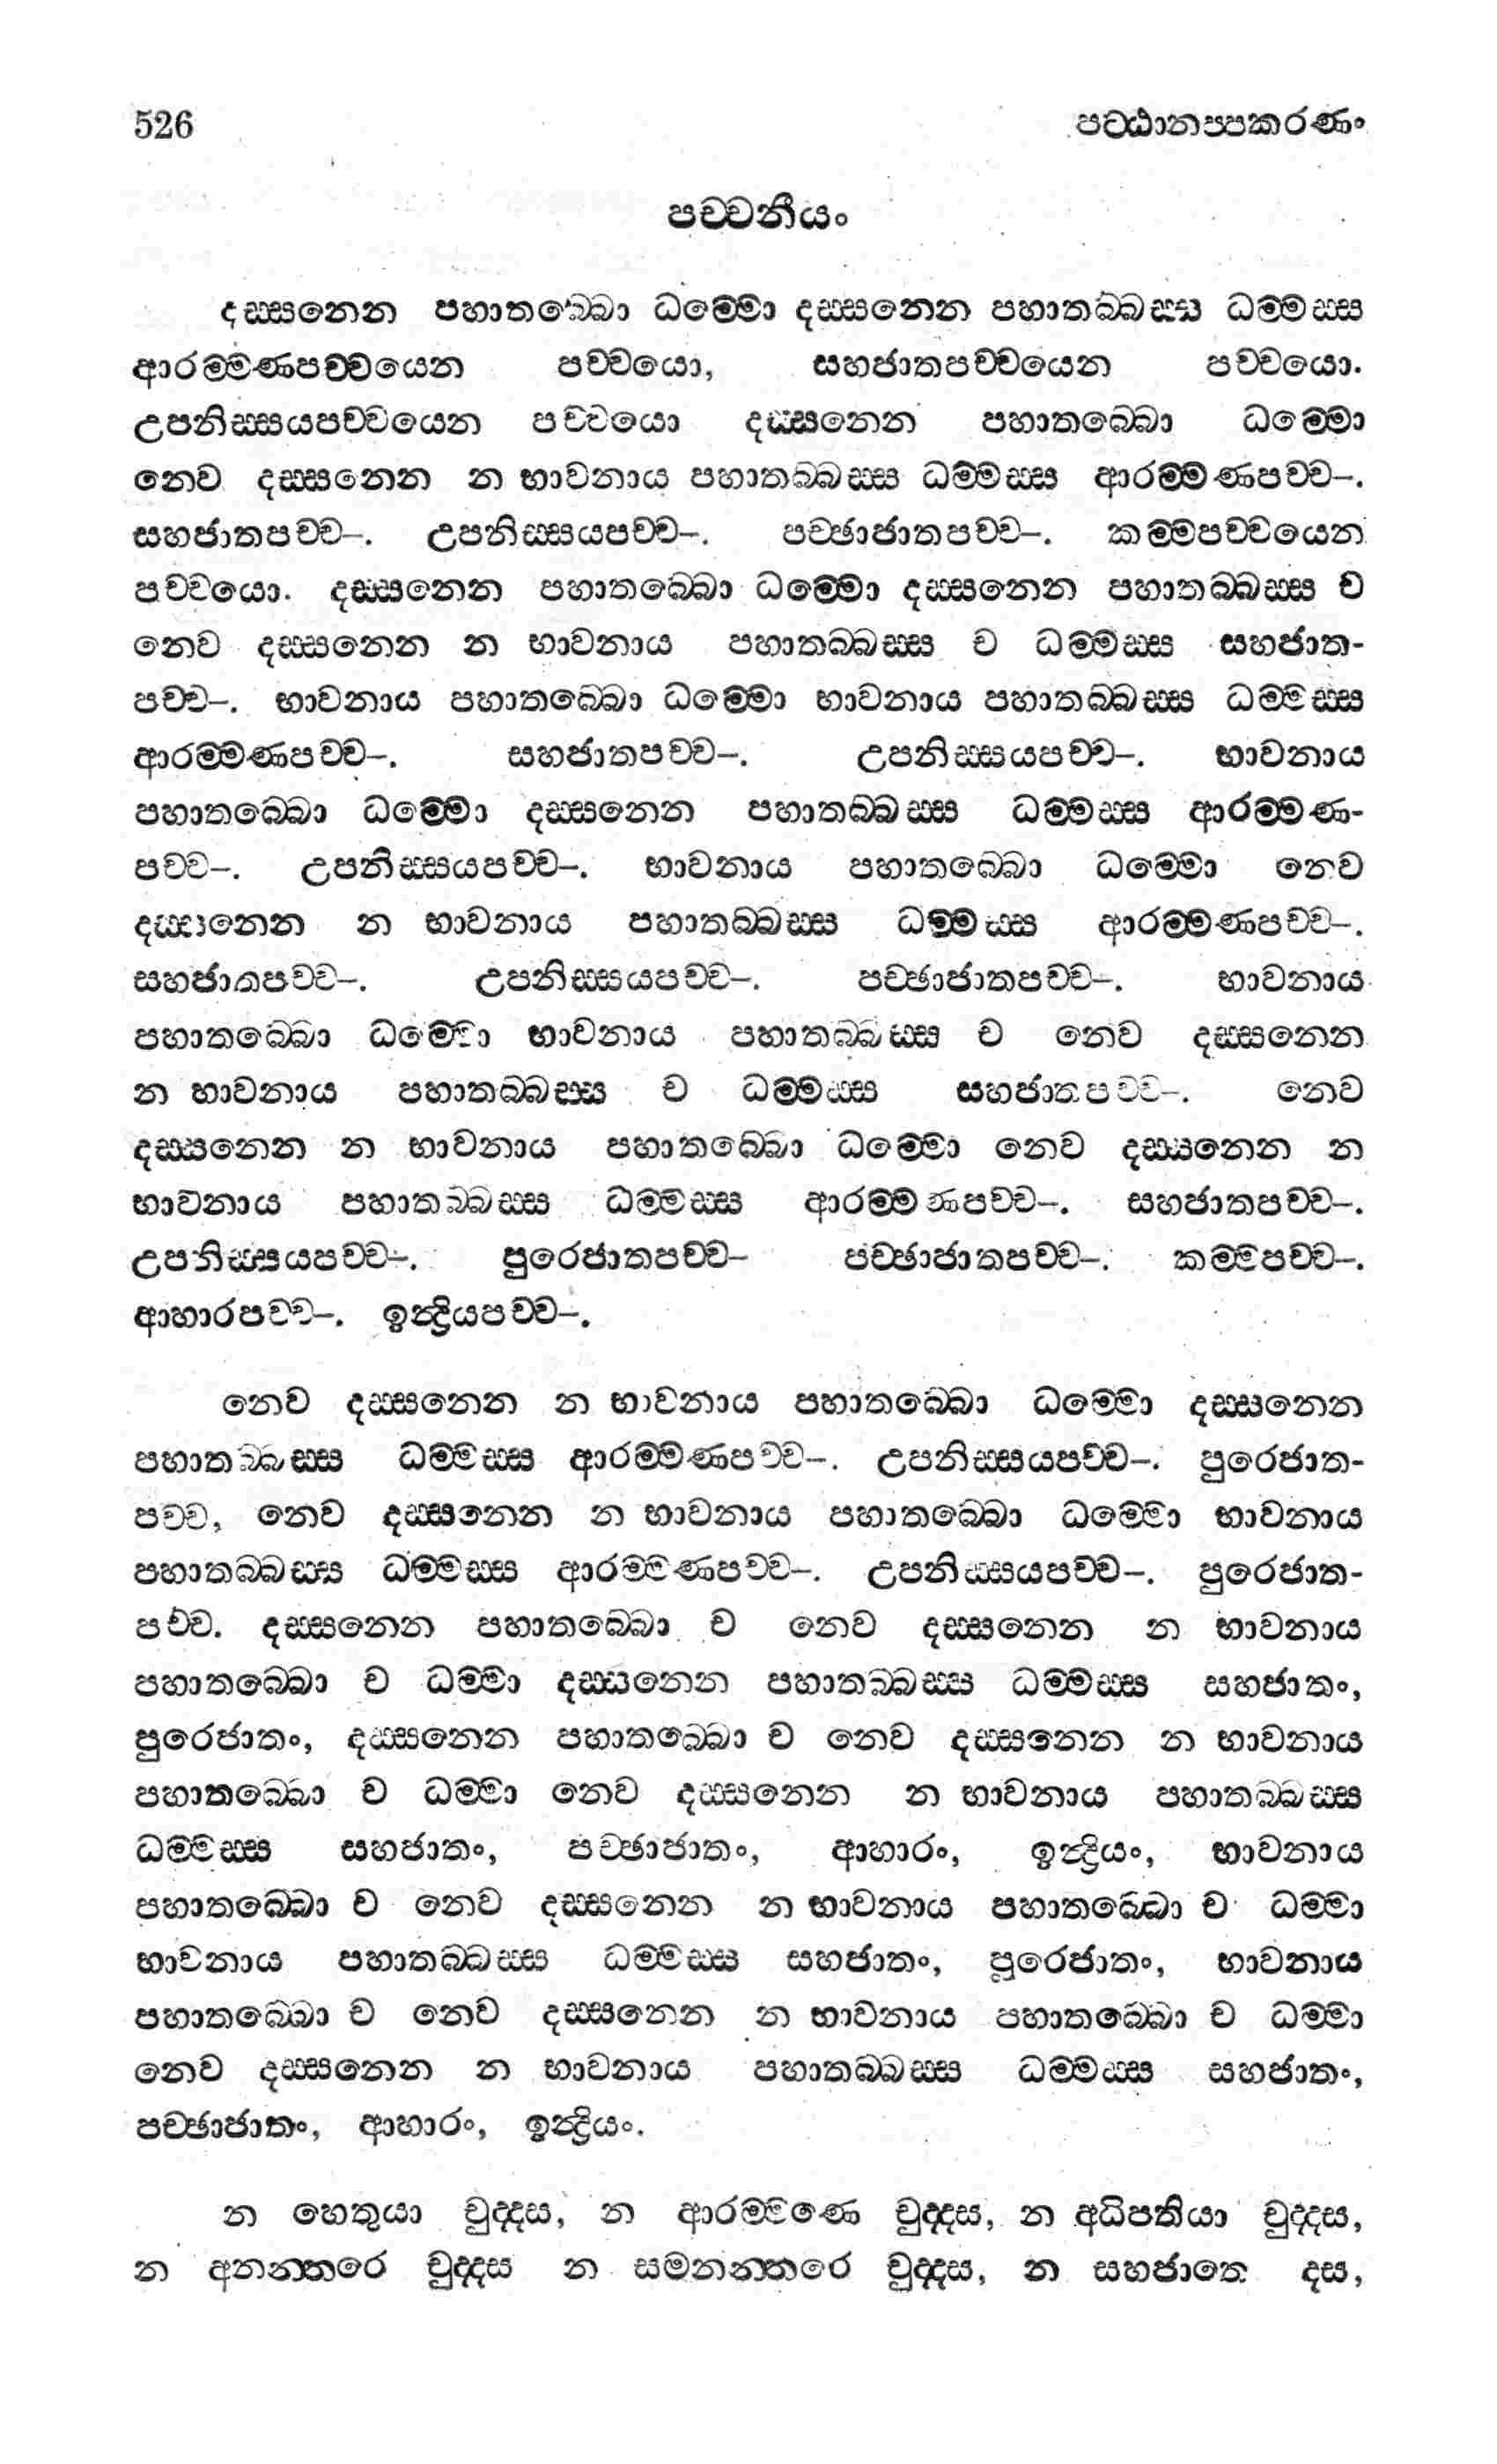 526
පට්ඨානප්පකරණං
පච්චනීයං
දස්සනෙන පහාතබ්බො ධම්මො දස්සනෙන පහාතබ්බස්ස ධම්මස්ස
ආරම්මණපච්චයෙන පච්චයො, සහජාතපච්චයෙන පච්චයො.
උපනිස්සයපච්චයෙන පච්චයො දස්සනෙන පහාතබ්බො ධම්මො
නෙව දස්සනෙන න භාවනාය පහාතබ්බස්ස ධම්මස්ස ආරම්මණපච්ච–.
සහජාතපච්ච–. උපනිස්සයපච්ච–. පච්ඡාජාතපච්ච–. කම්මපච්චයෙන
පච්චයො. දස්සනෙන පහාතබ්බො ධම්මො දස්සනෙන පහාතබ්බස්ස ච
නෙව දස්සනෙන න භාවනාය පහාතබ්බස්ස ච ධම්මස්ස සහජාත-
පච්ච–. භාවනාය පහාතබ්බො ධම්මො භාවනාය පහාතබ්බස්ස ධම්මස්ස
ආරම්මණපච්ච–. සහජාතපච්ච–. උපනිස්සයපච්ච–. භාවනාය
පහාතබ්බො ධම්මො දස්සනෙන පහාතබ්බස්ස ධම්මස්ස ආරම්මණ-
පච්ච–. උපනිස්සයපච්ච–. භාවනාය පහාතබ්බො ධම්මො නෙව
දස්සනෙන න භාවනාය පහාතබ්බස්ස ධම්මස්ස ආරම්මණපච්ච–.
සහජාතපච්ච–. උපනිස්සයපච්ච–. පච්ඡාජාතපච්ච–. භාවනාය
පහාතබ්බො ධම්මො භාවනාය පහාතබ්බස්ස ච නෙව දස්සනෙන
න භාවනාය පහාතබ්බස්ස ච ධම්මස්ස සහජාතපච්ච–. නෙව
දස්සනෙන න භාවනාය පහාතබ්බො ධම්මො නෙව දස්සනෙන න
භාවනාය පහාතබ්බස්ස ධම්මස්ස ආරම්මණපච්ච–. සහජාතපච්ච–.
උපනිස්සයපච්ච–. පුරෙජාතපච්ච– පච්ඡාජාතපච්ච–. කම්මපච්ච–.
ආහාරපච්ච–. ඉන්ද්‍රියපච්ච–.
නෙව දස්සනෙන න භාවනාය පහාතබ්බො ධම්මො දස්සනෙන
පහාතබ්බස්ස ධම්මස්ස ආරම්මණපච්ච–. උපනිස්සයපච්ච–. පුරෙජාත-
පච්ච, නෙව දස්සනෙන න භාවනාය පහාතබ්බො ධම්මො භාවනාය
පහාතබ්බස්ස ධම්මස්ස ආරම්මණපච්ච–. උපනිස්සයපච්ච–. පුරෙජාත-
පච්ච. දස්සනෙන පහාතබ්බො ච නෙව දස්සනෙන න භාවනාය
පහාතබ්බො ච ධම්මා දස්සනෙන පහාතබ්බස්ස ධම්මස්ස සහජාතං,
පුරෙජාතං, දස්සනෙන පහාතබ්බො ච නෙව දස්සනෙන න භාවනාය
පහාතබ්බො ච ධම්මා නෙව දස්සනෙන න භාවනාය පහාතබ්බස්ස
ධම්මස්ස සහජාතං, පච්ඡාජාතං, ආහාරං, ඉන්ද්‍රියං, භාවනාය
පහාතබ්බො ච නෙව දස්සනෙන න භාවනාය පහාතබ්බො ච ධම්මා
භාවනාය පහාතබ්බස්ස ධම්මස්ස සහජාතං, පුරෙජාතං, භාවනාය
පහාතබ්බො ච නෙව දස්සනෙන න භාවනාය පහාතබ්බො ච ධම්මා
නෙව දස්සනෙන න භාවනාය පහාතබ්බස්ස ධම්මස්ස සහජාතං,
පච්ඡාජාතං, ආහාරං, ඉන්ද්‍රියං.
න හෙතුයා චුද්දස, න ආරම්මණෙ චුද්දස, න අධිපතියා චුද්දස,
න අනන්තරෙ චුද්දස න සමනන්තරෙ චුද්දස, න සහජාතෙ දස,